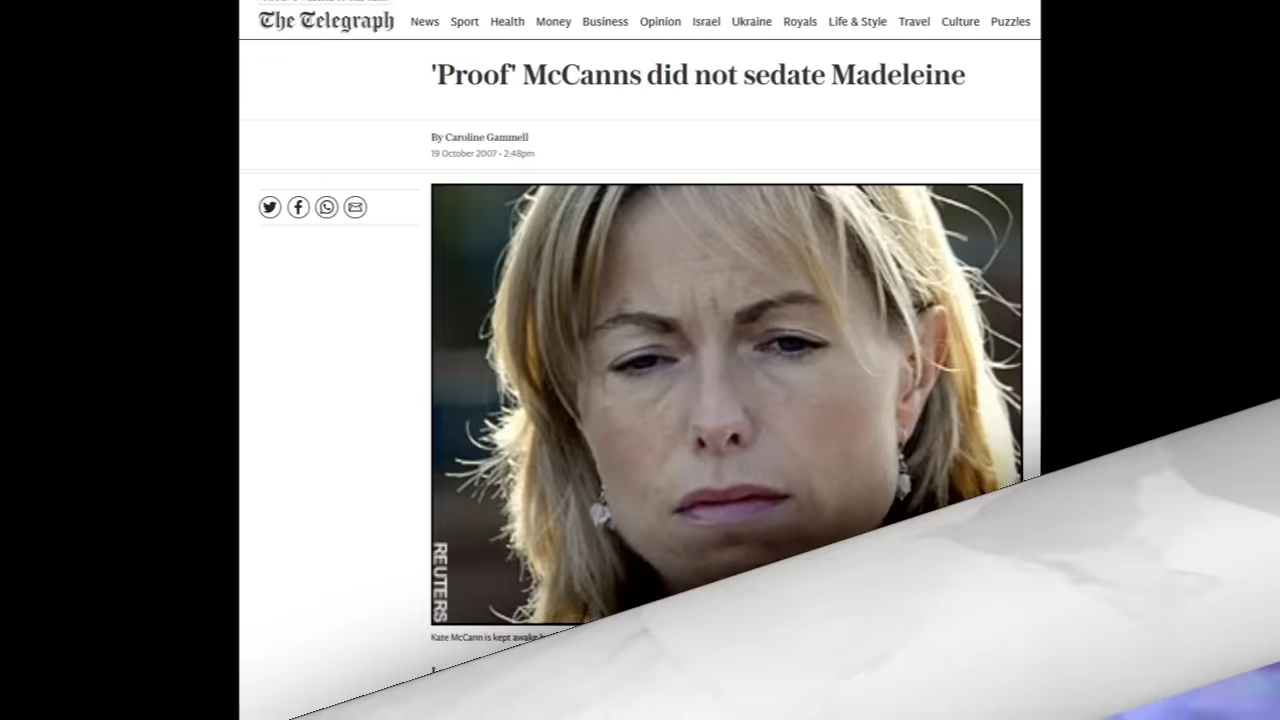 The Telegraph
News Sport Health Money Business Opinion Israel Ukraine Royals Life & Style Travel Culture Puzzles
'Proof' McCanns did not sedate Madeleine
By Caroline Gammell
19 October 2007 • 2:48pm
REUTERS
Kate McCann is kept awake